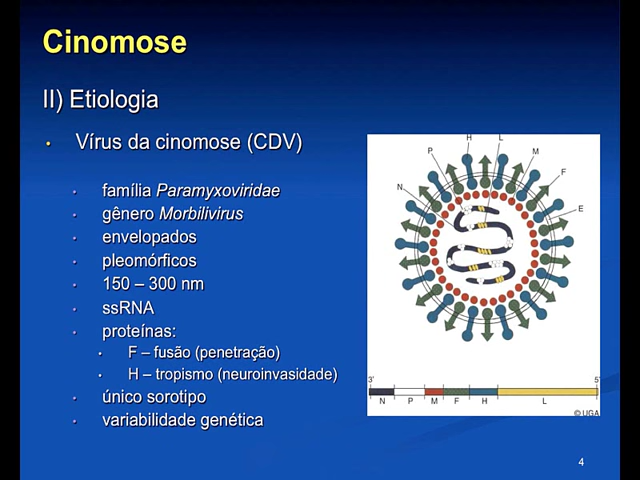 Cinomose
II) Etiologia
• Vírus da cinomose (CDV)
• família Paramyxoviridae
• gênero Morbilivirus
• envelopados
• pleomórficos
• 150 – 300 nm
• ssRNA
• proteínas:
• F – fusão (penetração)
• H – tropismo (neuroinvasidade)
• único sorotipo
• variabilidade genética
H L
P M
F
N
E
3' 5'
N P M F H L
© UGA
4